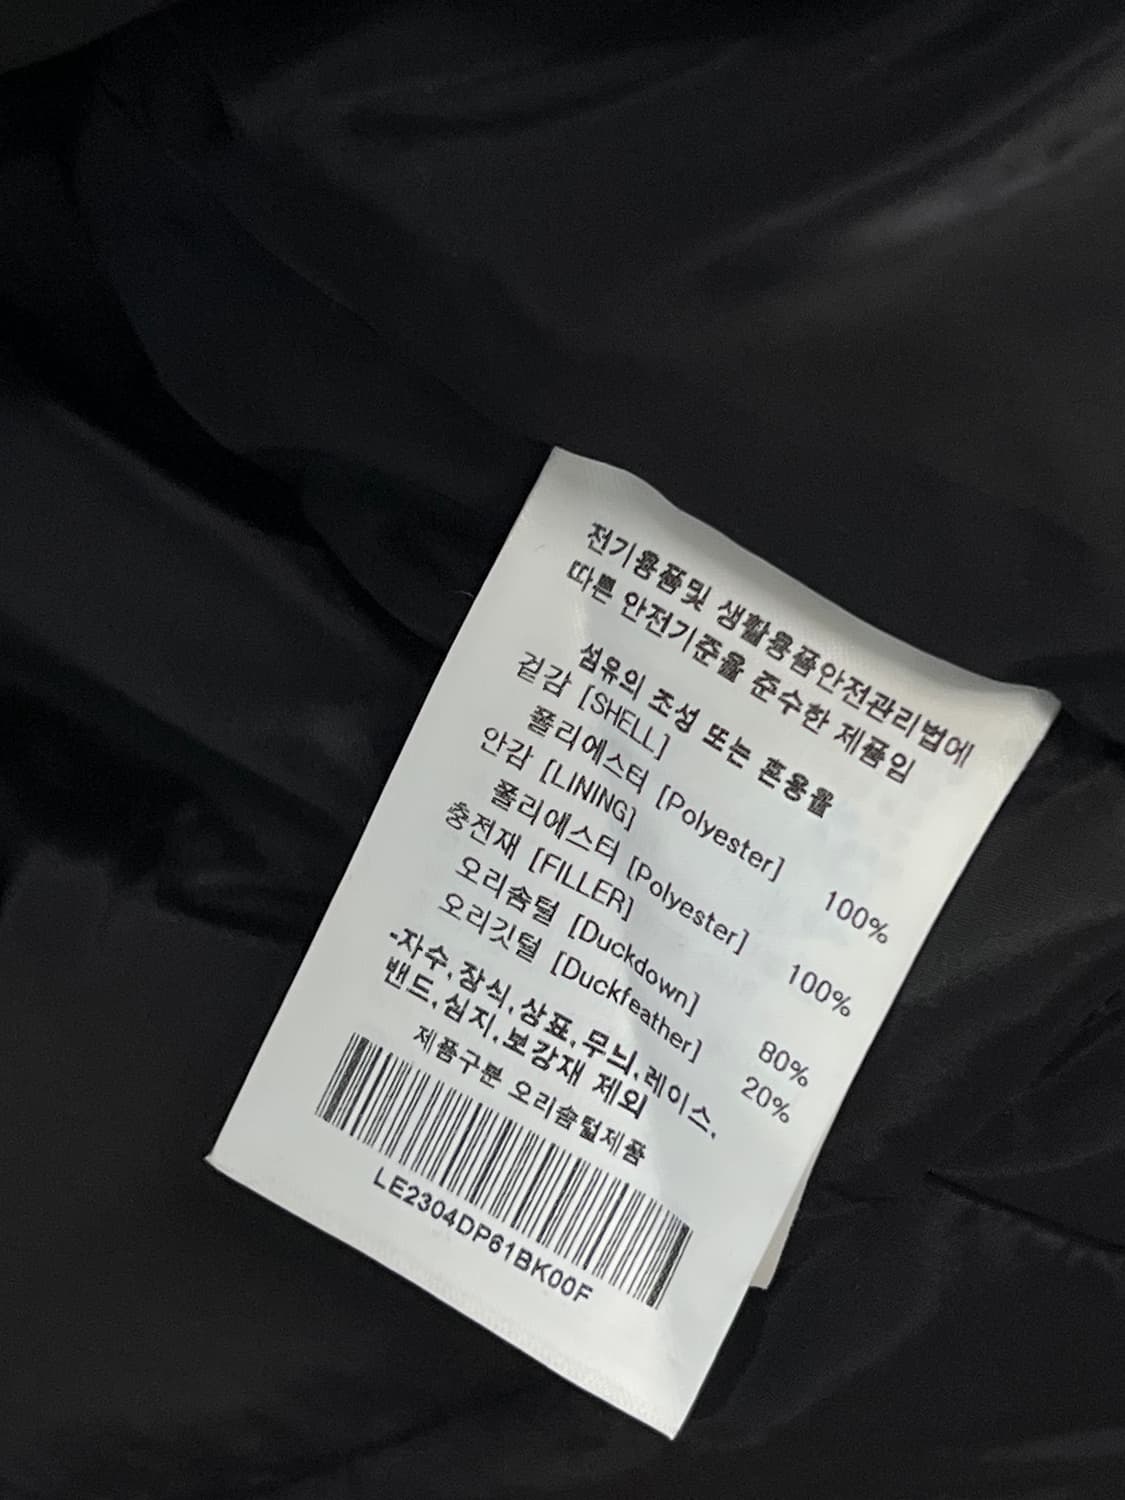 전기용품및 생활용품안전관리법에
따른 안전기준을 준수한 제품임
섬유의 조성 또는 혼용율
겉감 [SHELL]
폴리에스터 [Polyester] 100%
안감 [LINING]
폴리에스터 [Polyester] 100%
충전재 [FILLER]
오리솜털 [Duckdown] 80%
오리깃털 [Duckfeather] 20%
-자수,장식,상표,무늬,레이스,
밴드,심지,보강재 제외
제품구분 오리솜털제품
LE2304DP61BK00F